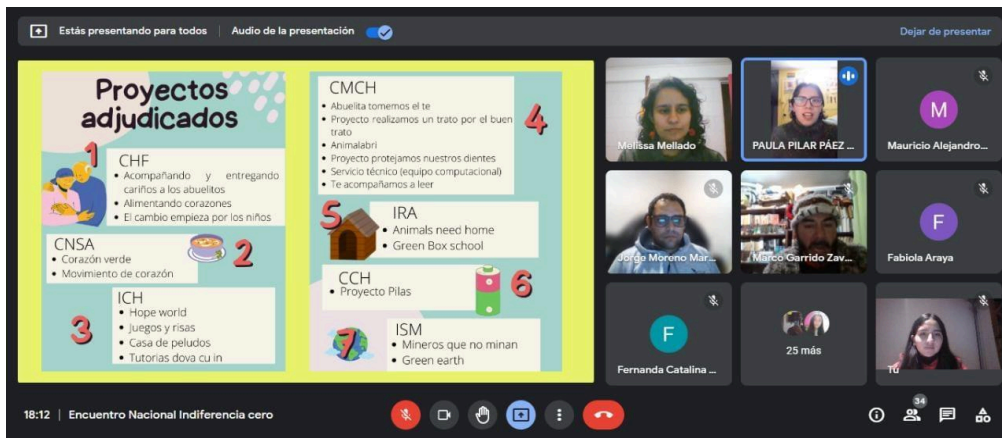 Estás presentando para todos
Audio de la presentación
Dejar de presentar
Proyectos
adjudicados
1
CHF
• Acompañando y entregando
cariños a los abuelitos
• Alimentando corazones
• El cambio empieza por los niños
CNSA
• Corazón verde
• Movimiento de corazón
2
3
ICH
• Hope world
• Juegos y risas
• Casa de peludos
• Tutorias dova cu in
CMCH
• Abuelita tomemos el te
• Proyecto realizamos un trato por el buen
trato
• Animalabri
• Proyecto protejamos nuestros dientes
• Servicio técnico (equipo computacional)
• Te acompañamos a leer
4
5
IRA
• Animals need home
• Green Box school
CCH
• Proyecto Pilas
6
7
ISM
• Mineros que no minan
• Green earth
Melissa Mellado
PAULA PILAR PÁEZ ...
M
Mauricio Alejandro...
Jorge Moreno Mar...
Marco Garrido Zav...
F
Fabiola Araya
F
Fernanda Catalina ...
25 más
Tú
18:12 | Encuentro Nacional Indiferencia cero
34